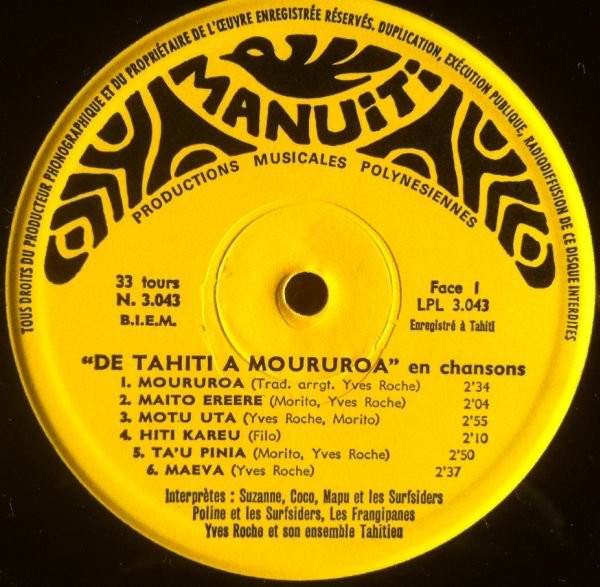 TOUS DROITS DU PRODUCTEUR PHONOGRAPHIQUE ET DU PROPRIÉTAIRE DE L'ŒUVRE ENREGISTRÉE RÉSERVÉS. DUPLICATION, EXÉCUTION PUBLIQUE, RADIODIFFUSION DE CE DISQUE INTERDITES
MANUiTi
PRODUCTIONS MUSICALES POLYNESIENNES
33 tours
N. 3.043
B.I.E.M.
Face I
LPL 3.043
Enregistré à Tahiti
"DE TAHITI A MOURUROA" en chansons
1. MOURUROA (Trad. arrgt. Yves Roche) 2'34
2. MAITO EREERE (Morito, Yves Roche) 2'04
3. MOTU UTA (Yves Roche, Morito) 2'55
4. HITI KAREU (Filo) 2'10
5. TA'U PINIA (Morito, Yves Roche) 2'50
6. MAEVA (Yves Roche) 2'37
Interprètes : Suzanne, Coco, Mapu et les Surfsiders
Poline et les Surfsiders, Les Frangipanes
Yves Roche et son ensemble Tahitien